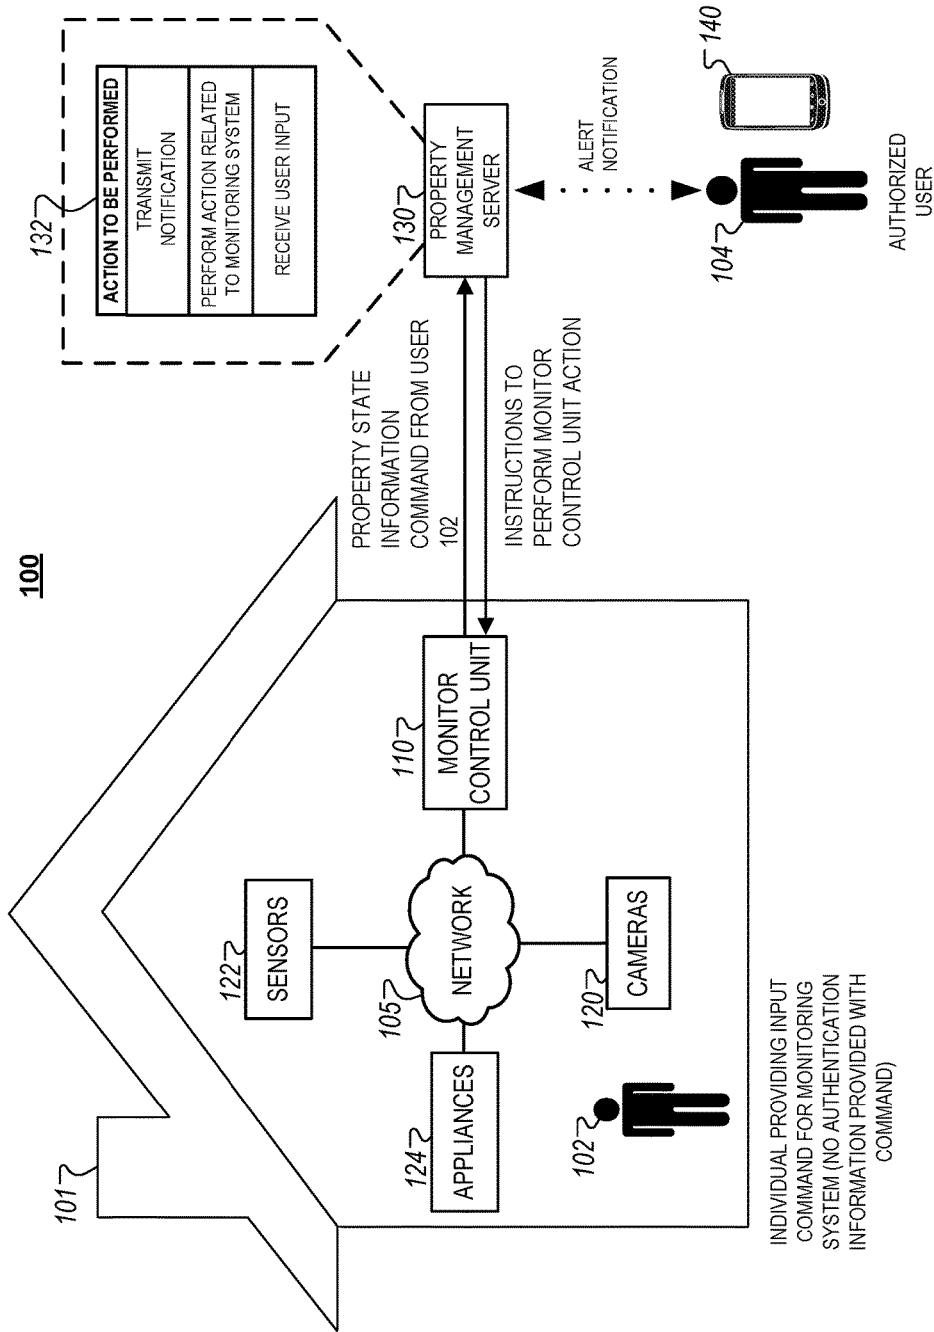 100
101
122
SENSORS
124
APPLIANCES
105
NETWORK
110
MONITOR
CONTROL UNIT
120
CAMERAS
102
INDIVIDUAL PROVIDING INPUT
COMMAND FOR MONITORING
SYSTEM (NO AUTHENTICATION
INFORMATION PROVIDED WITH
COMMAND)
PROPERTY STATE
INFORMATION
COMMAND FROM USER
102
INSTRUCTIONS TO
PERFORM MONITOR
CONTROL UNIT ACTION
132
ACTION TO BE PERFORMED
TRANSMIT
NOTIFICATION
PERFORM ACTION RELATED
TO MONITORING SYSTEM
RECEIVE USER INPUT
130
PROPERTY
MANAGEMENT
SERVER
ALERT
NOTIFICATION
104
140
AUTHORIZED
USER